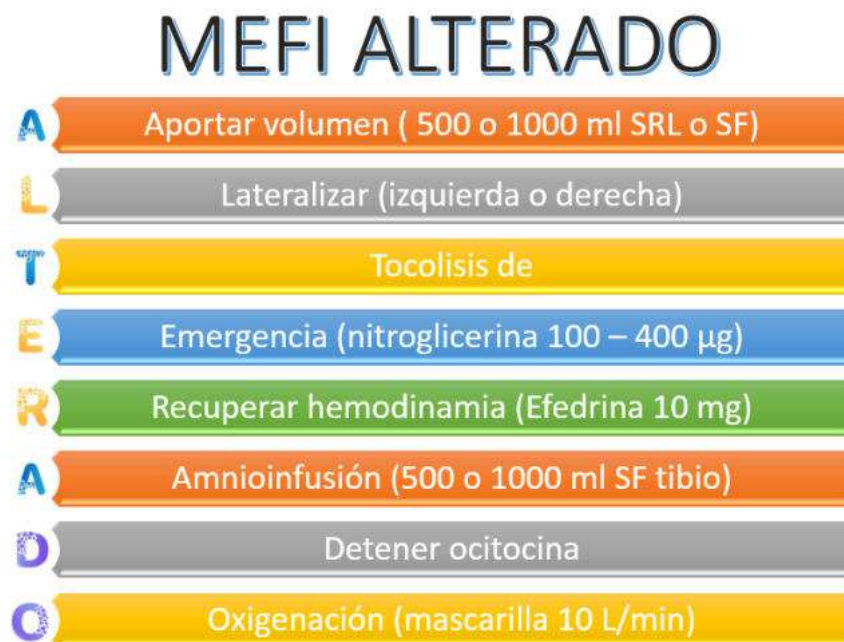 MEFI ALTERADO
A Aportar volumen ( 500 o 1000 ml SRL o SF)
L Lateralizar (izquierda o derecha)
T Tocolisis de
E Emergencia (nitroglicerina 100 – 400 µg)
R Recuperar hemodinamia (Efedrina 10 mg)
A Amnioinfusión (500 o 1000 ml SF tibio)
D Detener ocitocina
O Oxigenación (mascarilla 10 L/min)